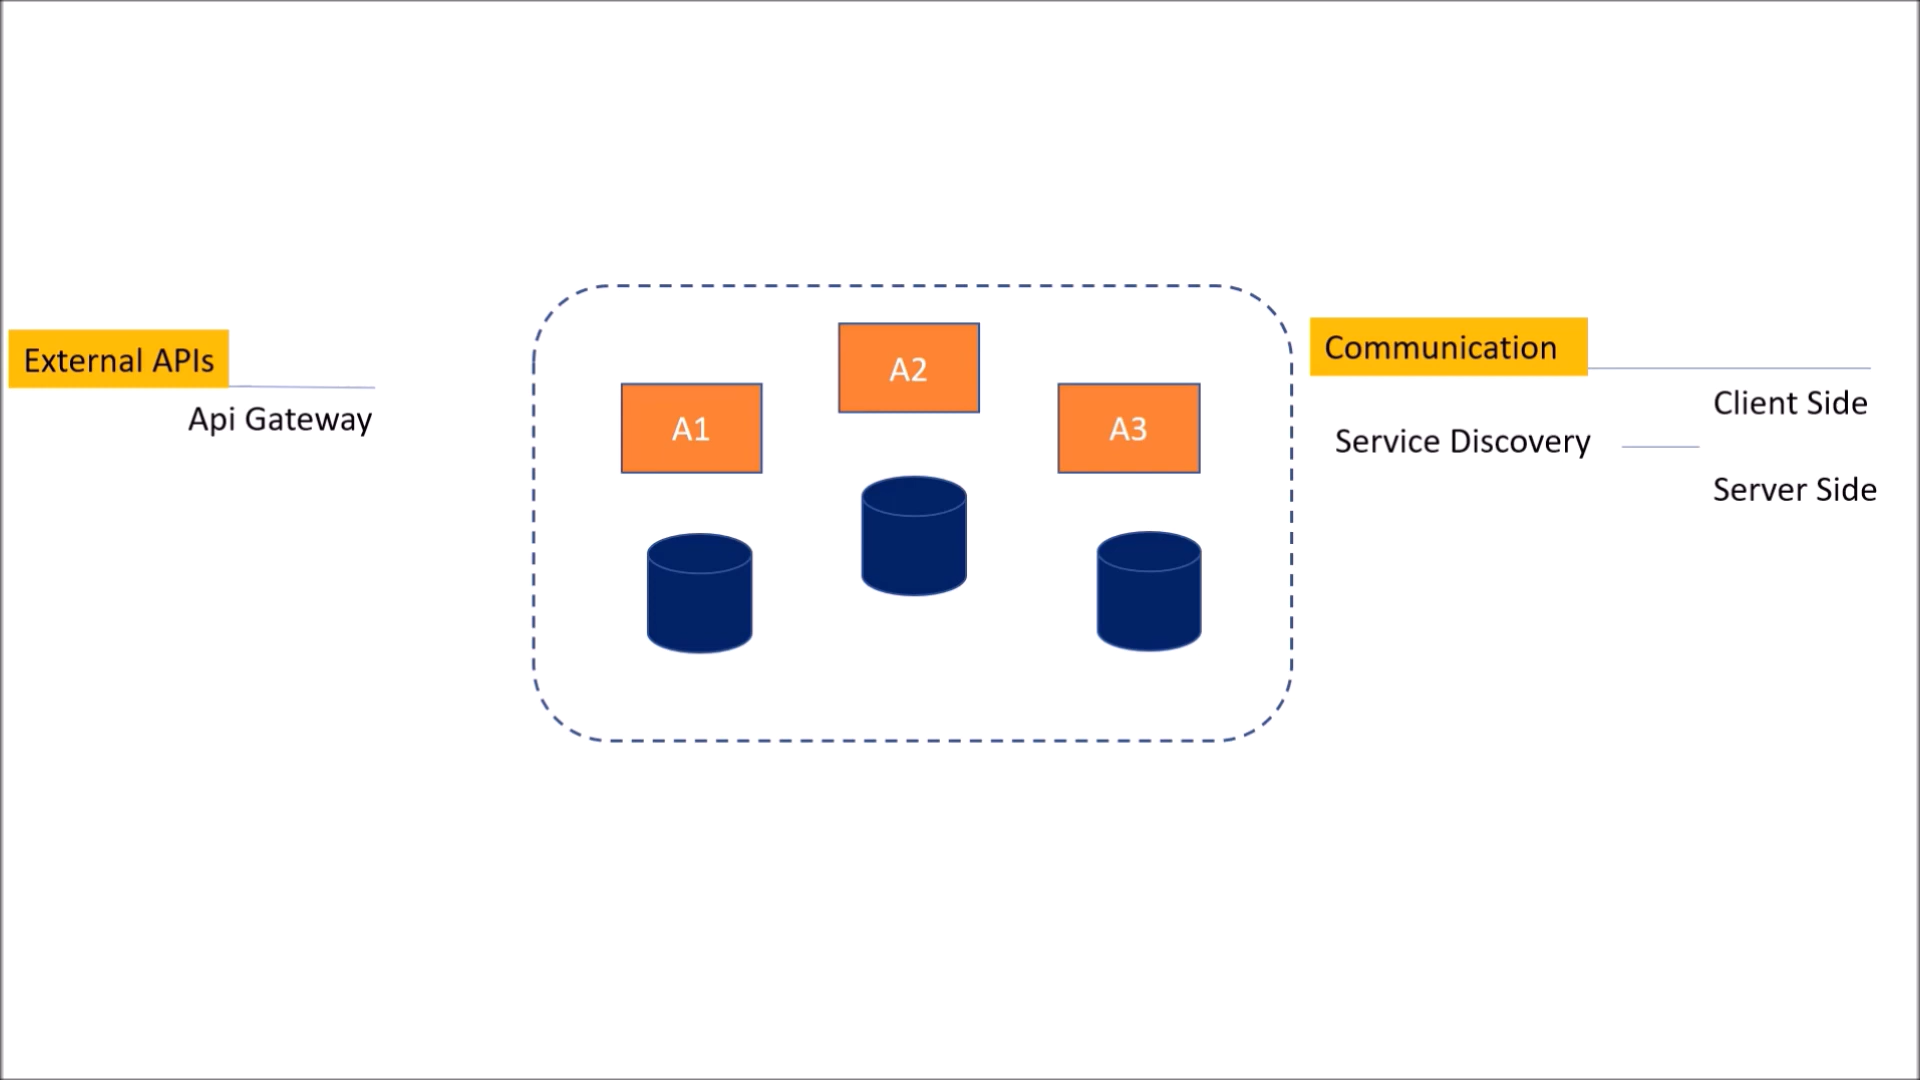 External APIs
Api Gateway
A1
A2
A3
Communication
Client Side
Service Discovery
Server Side